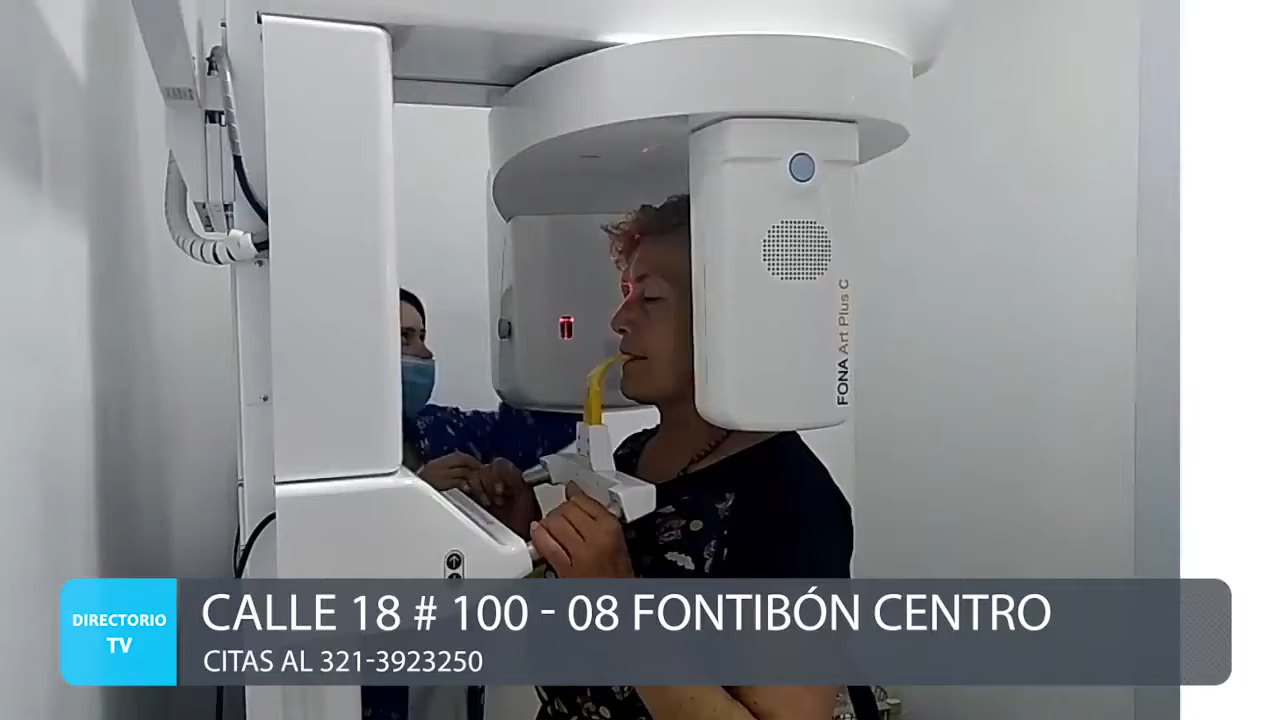 FONA Art Plus C
DIRECTORIO
TV
CALLE 18 # 100 - 08 FONTIBÓN CENTRO
CITAS AL 321-3923250